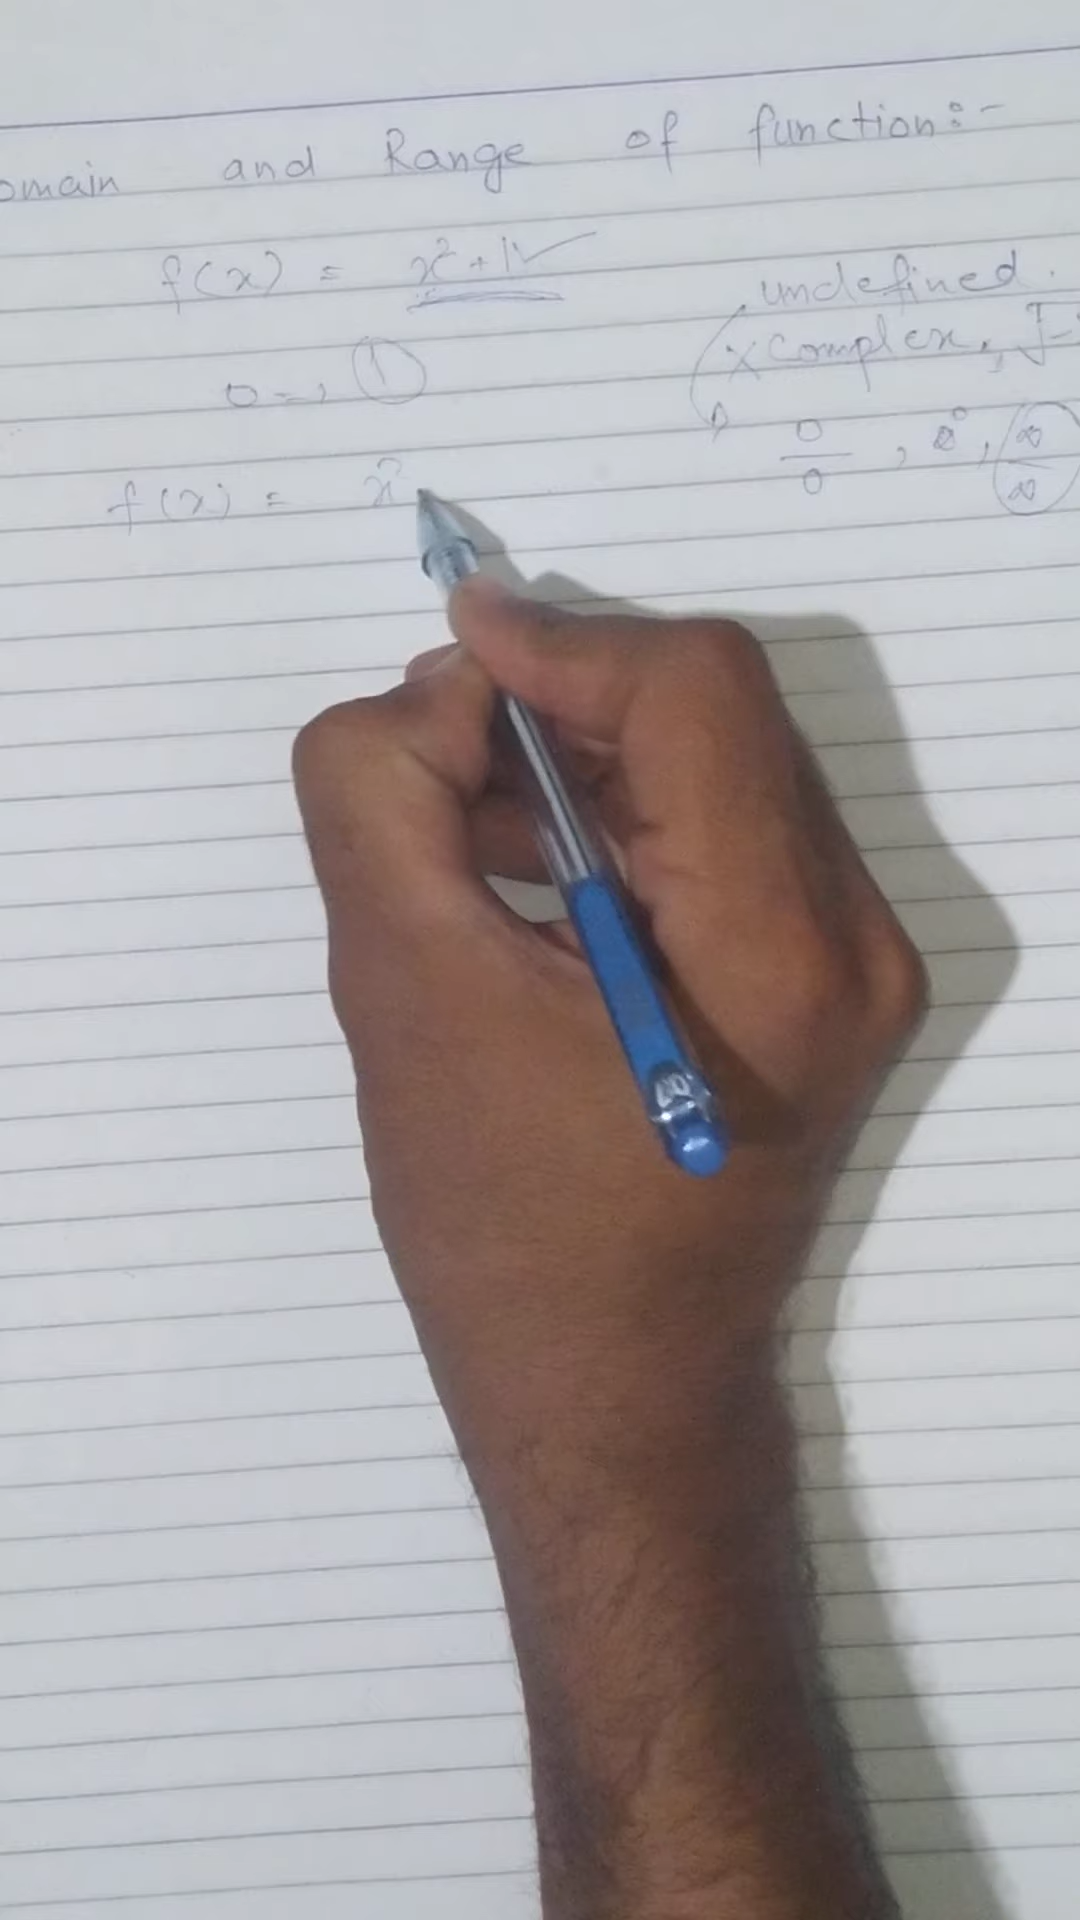 omain and Range of function:-
f(x) = x²+1 ✓
undefined.
x complex, √-
0 → 1
0/0 , 0⁰, ∞/∞
f(x) = x²